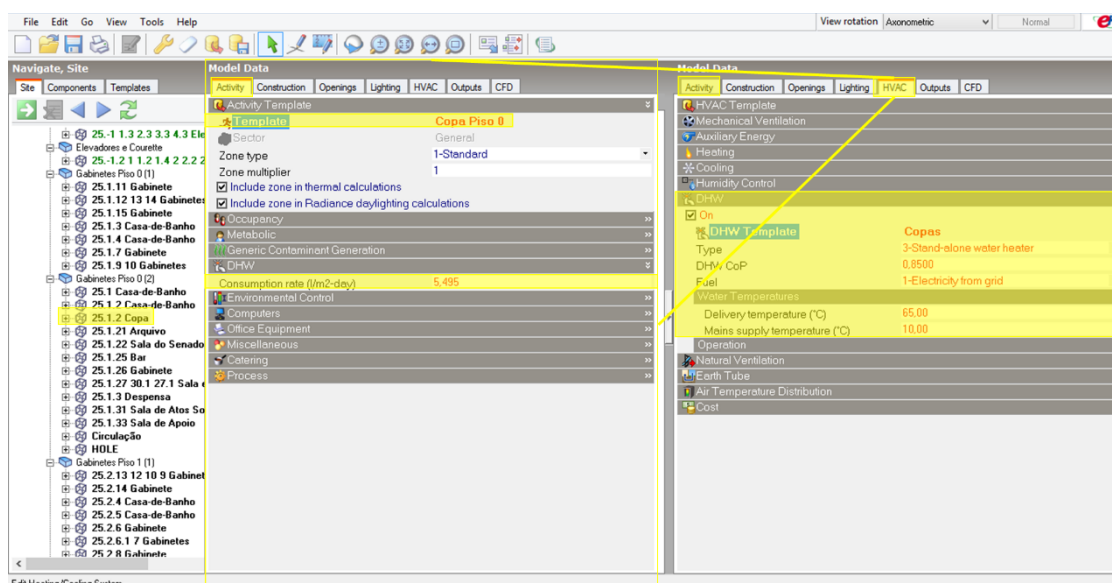 File Edit Go View Tools Help
View rotation Axonometric Normal
Navigate, Site
Site Components Templates
25.-1 1.3 2.3 3.3 4.3 Ele
Elevadores e Courette
25.-1.2 1 1.2 1.4 2 2.2 2
Gabinetes Piso 0 (1)
25.1.11 Gabinete
25.1.12 13 14 Gabinetes
25.1.15 Gabinete
25.1.3 Casa-de-Banho
25.1.4 Casa-de-Banho
25.1.7 Gabinete
25.1.9 10 Gabinetes
Gabinetes Piso 0 (2)
25.1 Casa-de-Banho
25.1 2 Casa-de-Banho
25.1.2 Copa
25.1.21 Arquivo
25.1.22 Sala do Senado
25.1.25 Bar
25.1.26 Gabinete
25.1.27 30.1 27.1 Sala
25.1.3 Despensa
25.1.31 Sala de Atos So
25.1.33 Sala de Apoio
Circulação
HOLE
Gabinetes Piso 1 (1)
25.2.13 12 10 9 Gabinet
25.2.14 Gabinete
25.2.4 Casa-de-Banho
25.2.5 Casa-de-Banho
25.2.6 Gabinete
25.2.6.1 7 Gabinetes
25.2.8 Gabinete
Edit Heating/Cooling System
Model Data
Activity Construction Openings Lighting HVAC Outputs CFD
Activity Template
Template Copa Piso 0
Sector General
Zone type 1-Standard
Zone multiplier 1
Include zone in thermal calculations
Include zone in Radiance daylighting calculations
Occupancy
Metabolic
Generic Contaminant Generation
DHW
Consumption rate (l/m2-day) 5,495
Environmental Control
Computers
Office Equipment
Miscellaneous
Catering
Process
Model Data
Activity Construction Openings Lighting HVAC Outputs CFD
HVAC Template
Mechanical Ventilation
Auxiliary Energy
Heating
Cooling
Humidity Control
DHW
On
DHW Template Copas
Type 3-Stand-alone water heater
DHW CoP 0,8500
Fuel 1-Electricity from grid
Water Temperatures
Delivery temperature (°C) 65,00
Mains supply temperature (°C) 10,00
Operation
Natural Ventilation
Earth Tube
Air Temperature Distribution
Cost